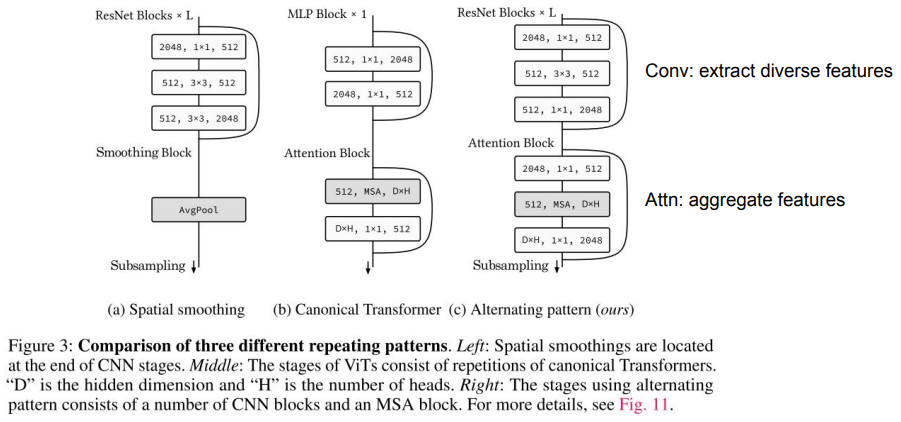 ResNet Blocks × L
2048, 1×1, 512
512, 3×3, 512
512, 3×3, 2048
Smoothing Block
AvgPool
Subsampling
(a) Spatial smoothing
MLP Block × 1
512, 1×1, 2048
2048, 1×1, 512
Attention Block
512, MSA, D×H
D×H, 1×1, 512
(b) Canonical Transformer
ResNet Blocks × L
2048, 1×1, 512
512, 3×3, 512
512, 1×1, 2048
Attention Block
2048, 1×1, 512
512, MSA, D×H
D×H, 1×1, 2048
Subsampling
(c) Alternating pattern (ours)
Conv: extract diverse features
Attn: aggregate features
Figure 3: Comparison of three different repeating patterns. Left: Spatial smoothings are located
at the end of CNN stages. Middle: The stages of ViTs consist of repetitions of canonical Transformers.
“D” is the hidden dimension and “H” is the number of heads. Right: The stages using alternating
pattern consists of a number of CNN blocks and an MSA block. For more details, see Fig. 11.